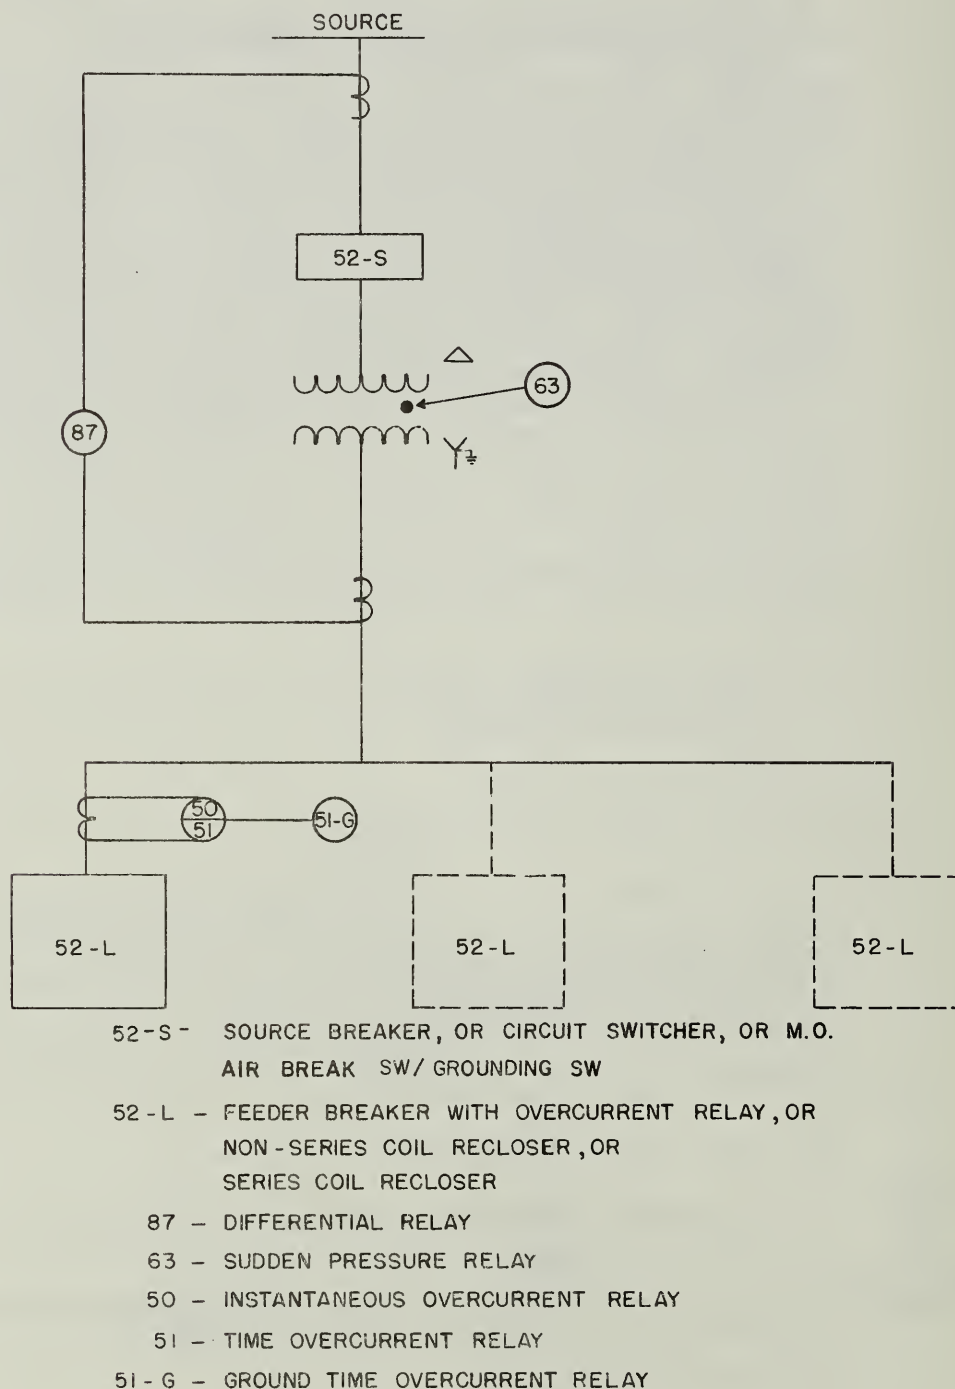 SOURCE
52-S
63
87
50
51
51-G
52-L
52-L
52-L
52-S - SOURCE BREAKER, OR CIRCUIT SWITCHER, OR M.O.
AIR BREAK SW/GROUNDING SW
52-L - FEEDER BREAKER WITH OVERCURRENT RELAY, OR
NON-SERIES COIL RECLOSER, OR
SERIES COIL RECLOSER
87 - DIFFERENTIAL RELAY
63 - SUDDEN PRESSURE RELAY
50 - INSTANTANEOUS OVERCURRENT RELAY
51 - TIME OVERCURRENT RELAY
51-G - GROUND TIME OVERCURRENT RELAY